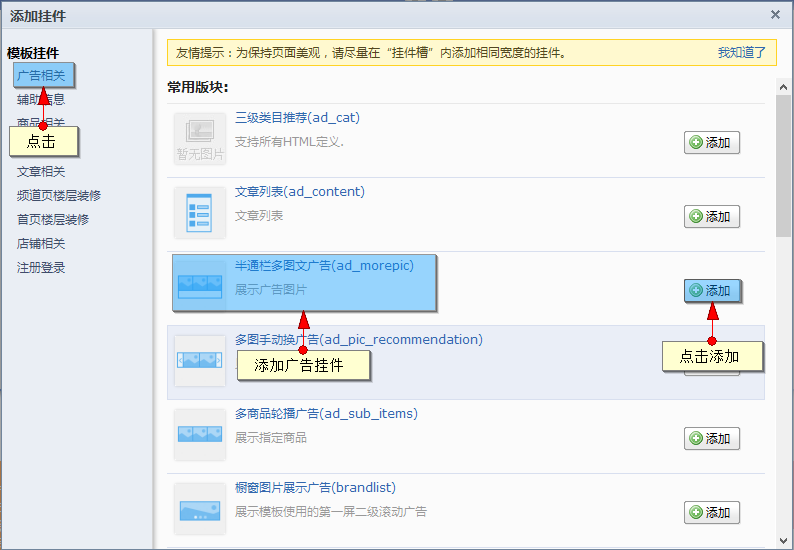 添加挂件
模板挂件
广告相关
辅助信息
商品相关
点击
文章相关
频道页楼层装修
首页楼层装修
店铺相关
注册登录
友情提示：为保持页面美观，请尽量在“挂件槽”内添加相同宽度的挂件。 我知道了
常用版块:
暂无图片
三级类目推荐(ad_cat)
支持所有HTML定义.
添加
文章列表(ad_content)
文章列表
添加
半通栏多图文广告(ad_morepic)
展示广告图片
添加
多图手动换广告(ad_pic_recommendation)
添加广告挂件
点击添加
多商品轮播广告(ad_sub_items)
展示指定商品
添加
橱窗图片展示广告(brandlist)
展示模板使用的第一屏二级滚动广告
添加